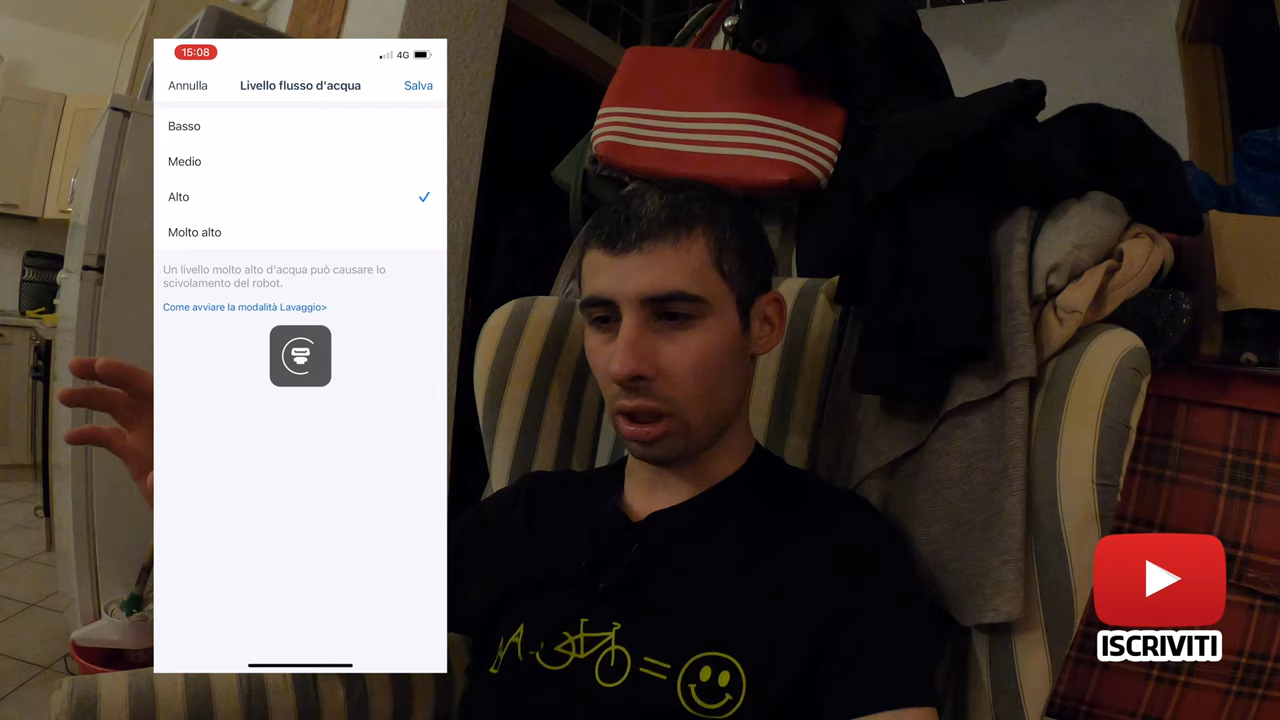 15:08
4G
Annulla
Livello flusso d'acqua
Salva
Basso
Medio
Alto
Molto alto
Un livello molto alto d'acqua può causare lo
scivolamento del robot.
Come avviare la modalità Lavaggio>
=
ISCRIVITI